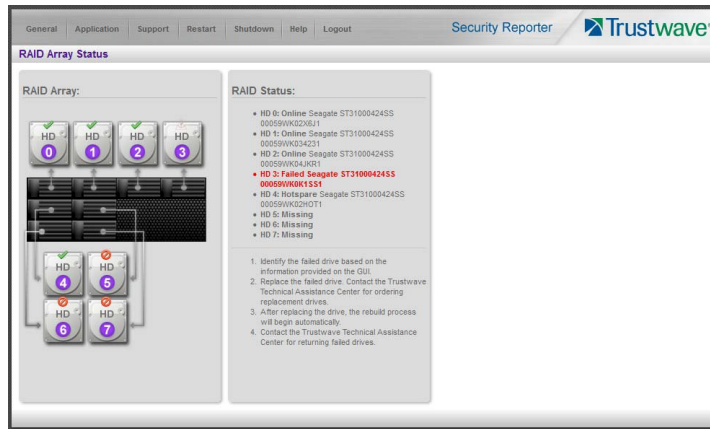 General Application Support Restart Shutdown Help Logout
Security Reporter
Trustwave
RAID Array Status
RAID Array:
HD 0
HD 1
HD 2
HD 3
HD 4
HD 5
HD 6
HD 7
RAID Status:
HD 0: Online Seagate ST31000424SS
00059WK02X6J1
HD 1: Online Seagate ST31000424SS
00059WK034231
HD 2: Online Seagate ST31000424SS
00059WK04JKR1
HD 3: Failed Seagate ST31000424SS
00059WK0K1SS1
HD 4: Hotspare Seagate ST31000424SS
00059WK02HOT1
HD 5: Missing
HD 6: Missing
HD 7: Missing
1. Identify the failed drive based on the
information provided on the GUI.
2. Replace the failed drive. Contact the Trustwave
Technical Assistance Center for ordering
replacement drives.
3. After replacing the drive, the rebuild process
will begin automatically.
4. Contact the Trustwave Technical Assistance
Center for returning failed drives.